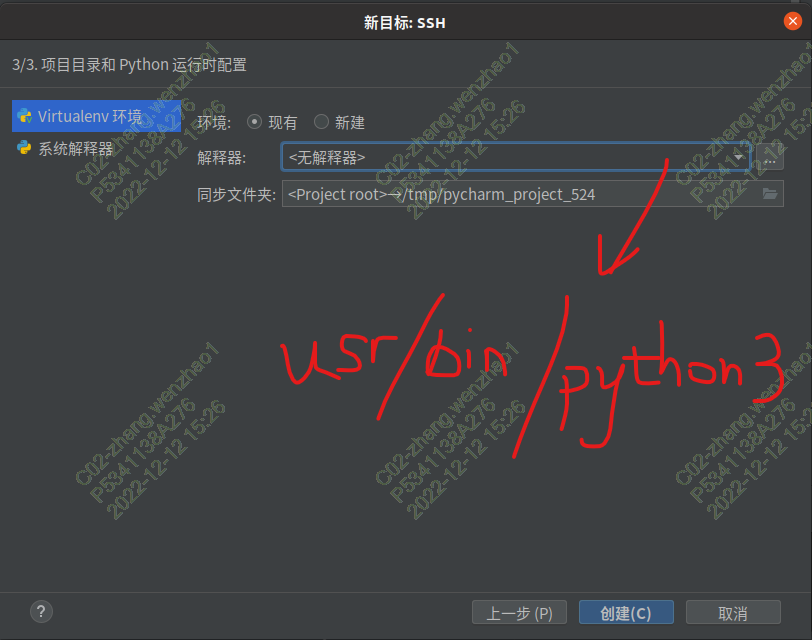 新目标: SSH
3/3. 项目目录和 Python 运行时配置
Virtualenv 环境
系统解释器
环境: 现有 新建
解释器: <无解释器> ...
同步文件夹: <Project root>→/tmp/pycharm_project_524
usr/bin/python3
C02-zhang.wenzhao1
P5341138A276
2022-12-12 15:26
C02-zhang.wenzhao1
P5341138A276
2022-12-12 15:26
C02-zhang.wenzhao1
P5341138A276
2022-12-12 15:26
C02-zhang.wenzhao1
P5341138A276
2022-12-12 15:26
C02-zhang.wenzhao1
P5341138A276
2022-12-12 15:26
C02-zhang.wenzhao1
P5341138A276
2022-12-12 15:26
? 上一步 (P) 创建(C) 取消